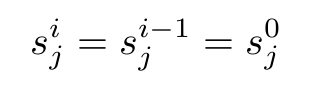 $s_j^i = s_j^{i-1} = s_j^0$